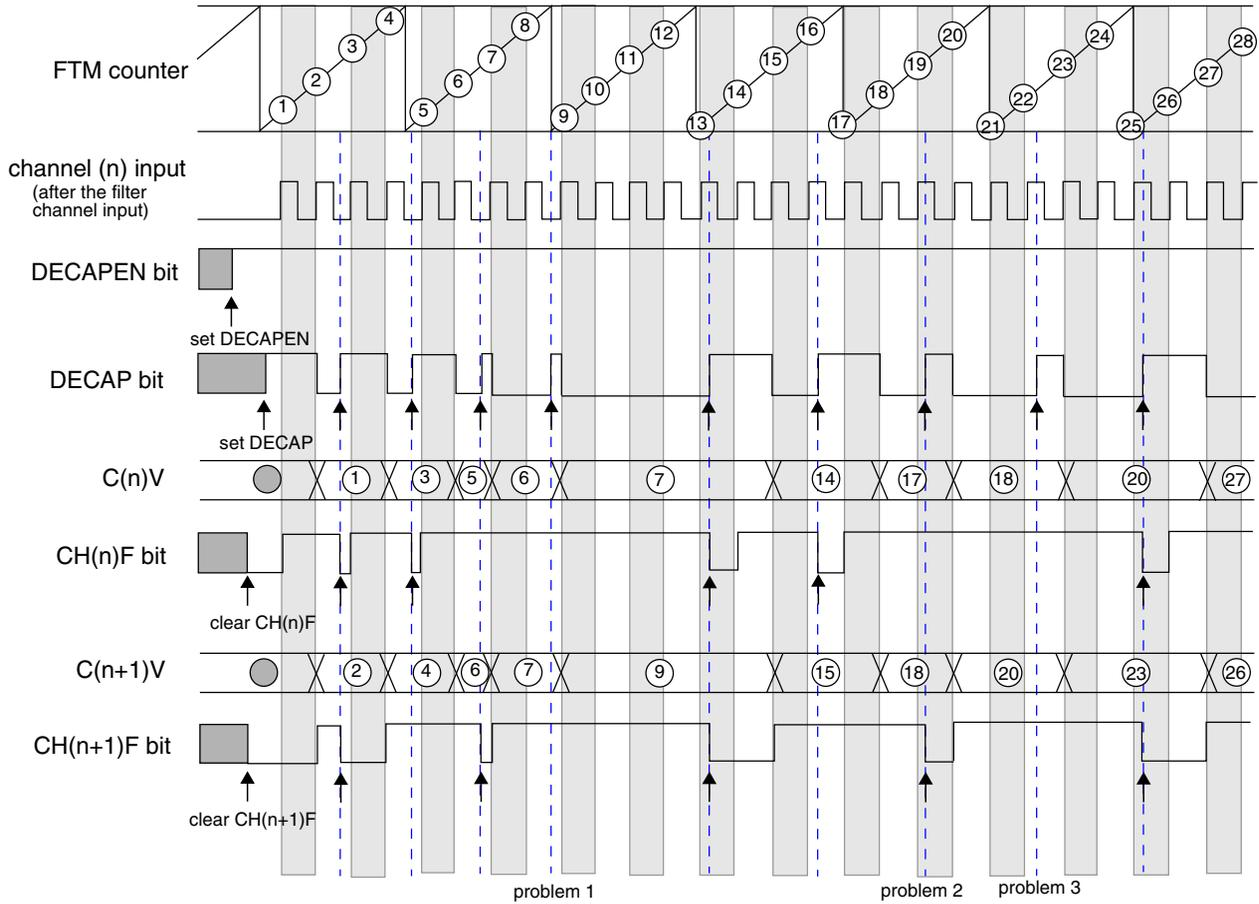 4
8
12
16
20
24
28
3
7
11
15
19
23
27
FTM counter
2
6
10
14
18
22
26
1
5
9
13
17
21
25
channel (n) input
(after the filter
channel input)
DECAPEN bit
set DECAPEN
DECAP bit
set DECAP
C(n)V
1
3
5
6
7
14
17
18
20
27
CH(n)F bit
clear CH(n)F
C(n+1)V
2
4
6
7
9
15
18
20
23
26
CH(n+1)F bit
clear CH(n+1)F
problem 1
problem 2
problem 3